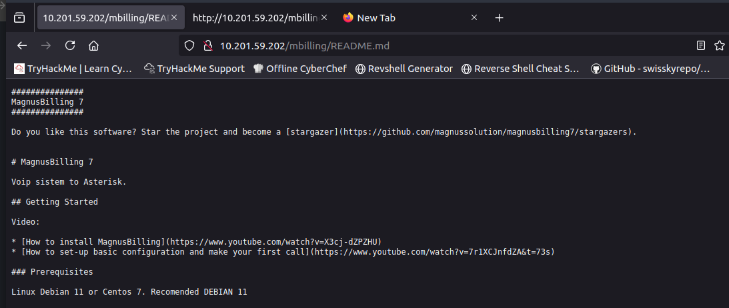 10.201.59.202/mbilling/REA
http://10.201.59.202/mbillin
New Tab
10.201.59.202/mbilling/README.md
TryHackMe | Learn Cy…
TryHackMe Support
Offline CyberChef
Revshell Generator
Reverse Shell Cheat S…
GitHub - swisskyrepo/…
###############
MagnusBilling 7
###############
Do you like this software? Star the project and become a [stargazer](https://github.com/magnussolution/magnusbilling7/stargazers).
# MagnusBilling 7
Voip sistem to Asterisk.
## Getting Started
Video:
* [How to install MagnusBilling](https://www.youtube.com/watch?v=X3cj-dZPZHU)
* [How to set-up basic configuration and make your first call](https://www.youtube.com/watch?v=7r1XCJnfdZA&t=73s)
### Prerequisites
Linux Debian 11 or Centos 7. Recomended DEBIAN 11